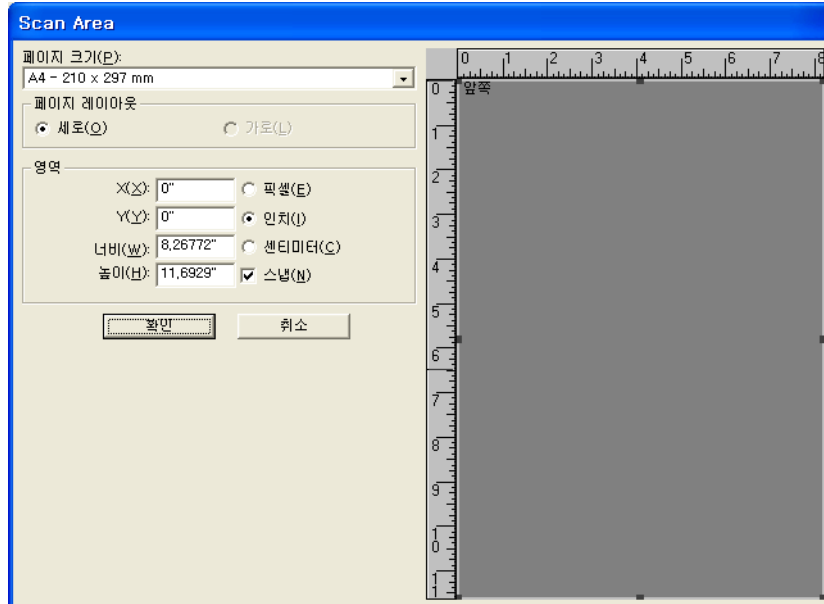 Scan Area
페이지 크기(P):
A4 - 210 x 297 mm
페이지 레이아웃
세로(O) 가로(L)
영역
X(X): 0" 픽셀(E)
Y(Y): 0" 인치(I)
너비(W): 8,26772" 센티미터(C)
높이(H): 11,6929" 스냅(N)
확인 취소
0 1 2 3 4 5 6 7 8
앞쪽
0
1
2
3
4
5
6
7
8
9
10
11